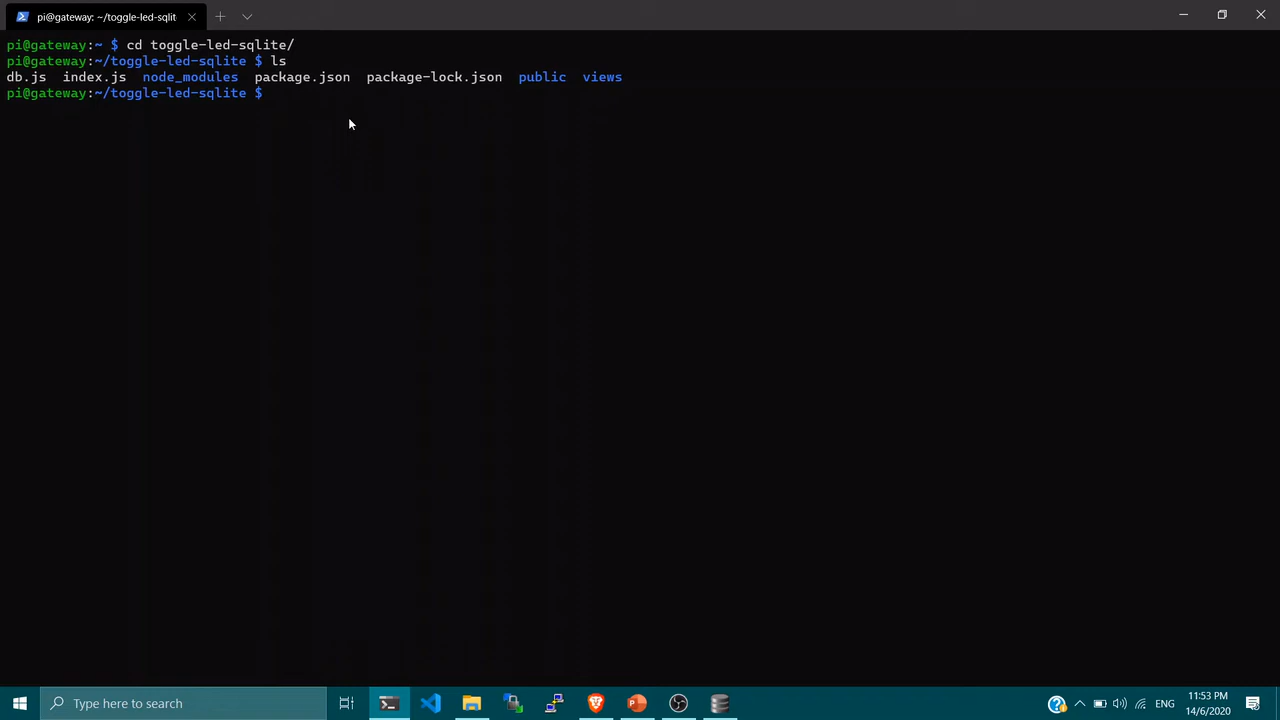 pi@gateway: ~/toggle-led-sqlit
pi@gateway:~ $ cd toggle-led-sqlite/
pi@gateway:~/toggle-led-sqlite $ ls
db.js index.js node_modules package.json package-lock.json public views
pi@gateway:~/toggle-led-sqlite $
Type here to search
ENG
11:53 PM
14/6/2020